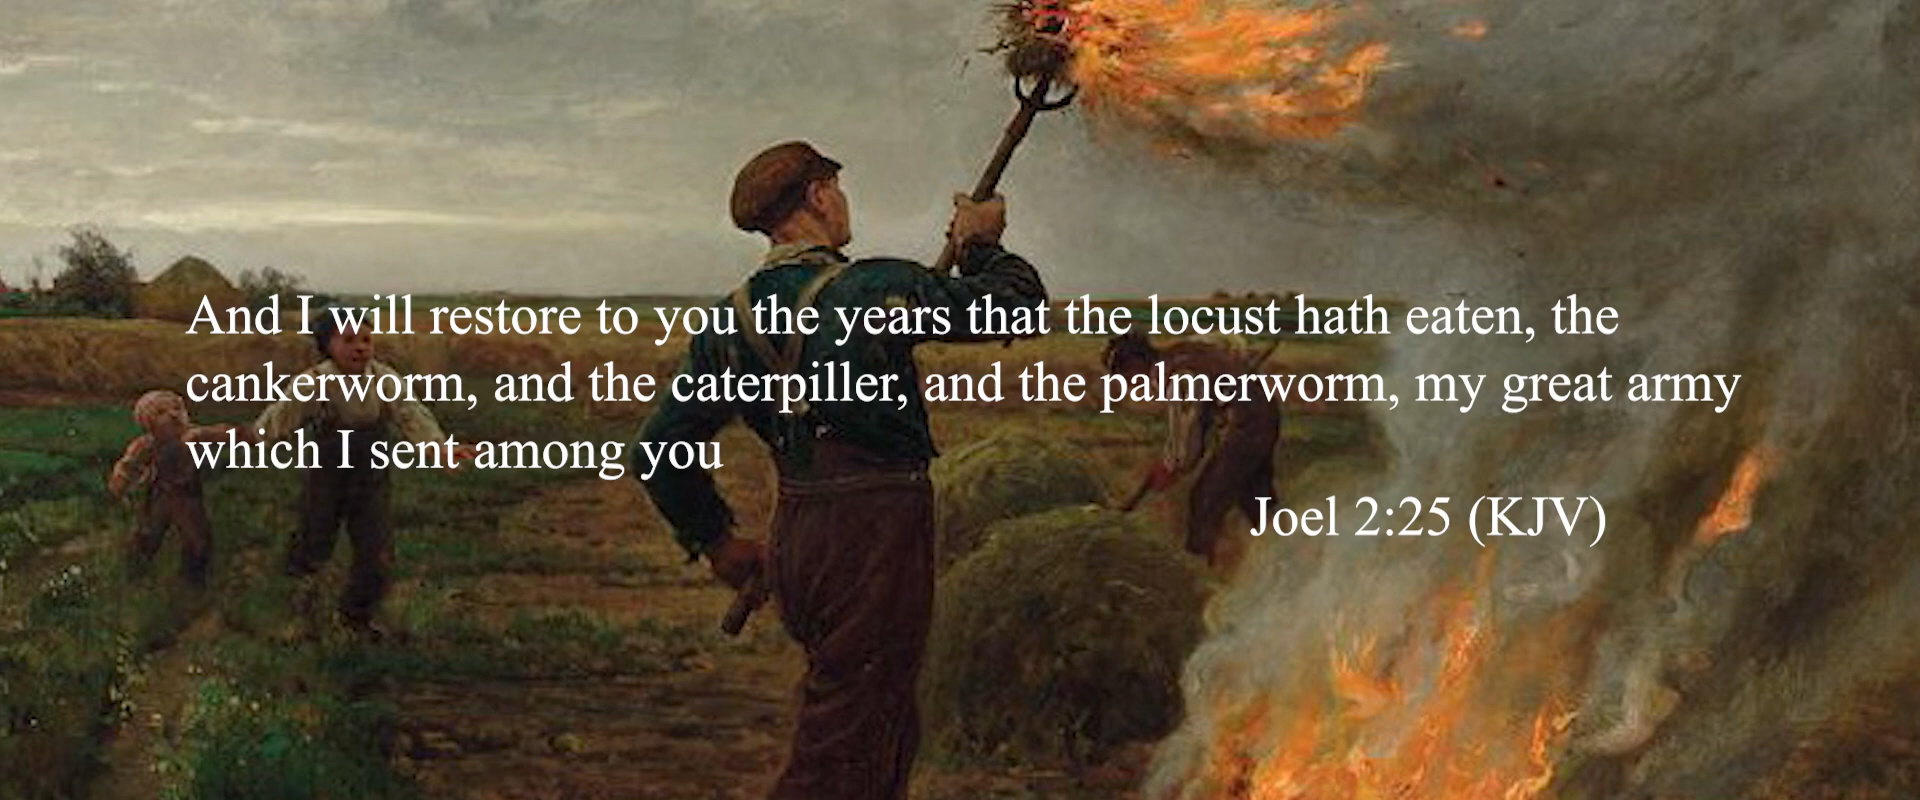 And I will restore to you the years that the locust hath eaten, the
cankerworm, and the caterpiller, and the palmerworm, my great army
which I sent among you
Joel 2:25 (KJV)